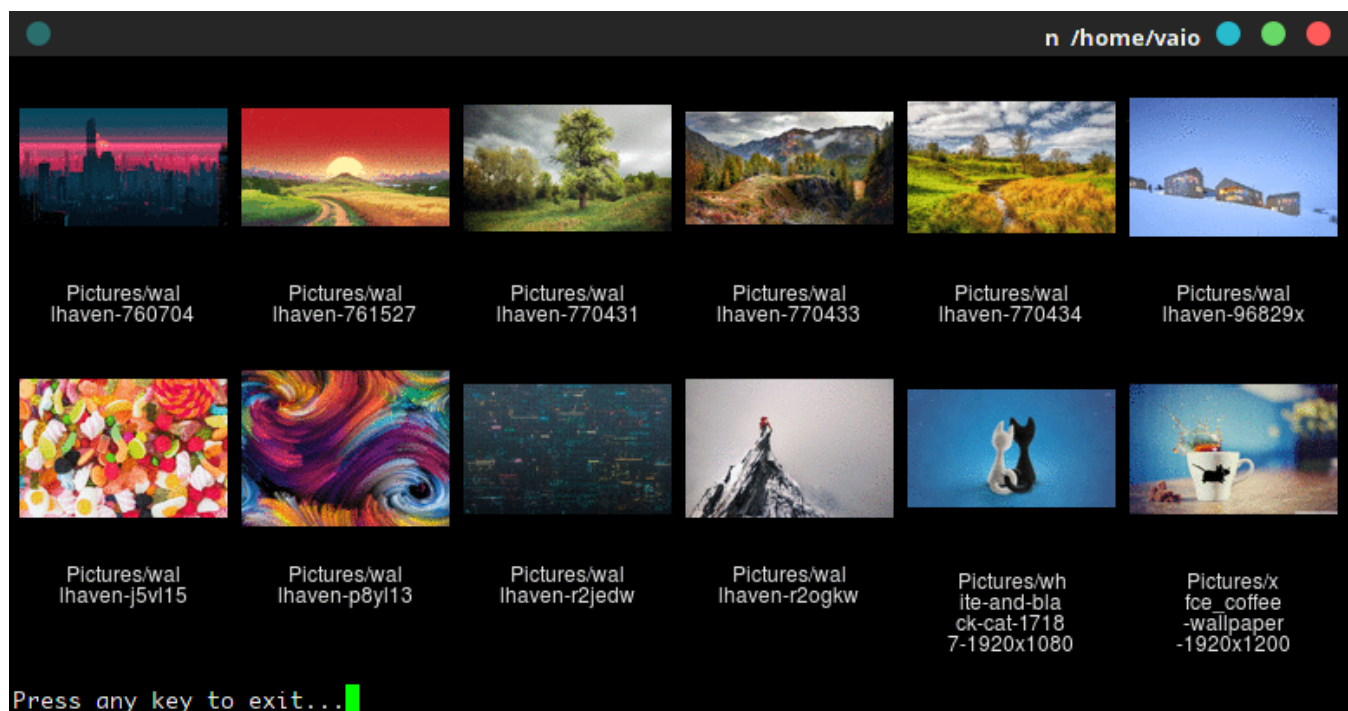 n /home/vaio
Pictures/wal
lhaven-760704
Pictures/wal
lhaven-761527
Pictures/wal
lhaven-770431
Pictures/wal
lhaven-770433
Pictures/wal
lhaven-770434
Pictures/wal
lhaven-96829x
Pictures/wal
lhaven-j5vl15
Pictures/wal
lhaven-p8yl13
Pictures/wal
lhaven-r2jedw
Pictures/wal
lhaven-r2ogkw
Pictures/wh
ite-and-bla
ck-cat-1718
7-1920x1080
Pictures/x
fce_coffee
-wallpaper
-1920x1200
Press any key to exit...